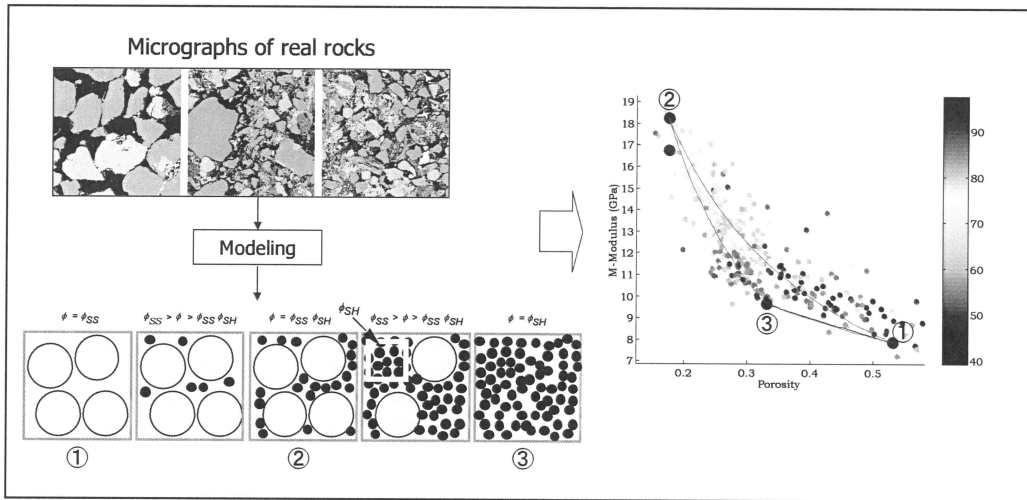 Micrographs of real rocks
Modeling
ϕ = ϕSS
ϕSS > ϕ > ϕSS ϕSH
ϕ = ϕSS ϕSH
ϕSH
ϕSS > ϕ > ϕSS ϕSH
ϕ = ϕSH
①
②
③
②
③
①
M-Modulus (GPa)
19
18
17
16
15
14
13
12
11
10
9
8
7
0.2
0.3
0.4
0.5
Porosity
90
80
70
60
50
40